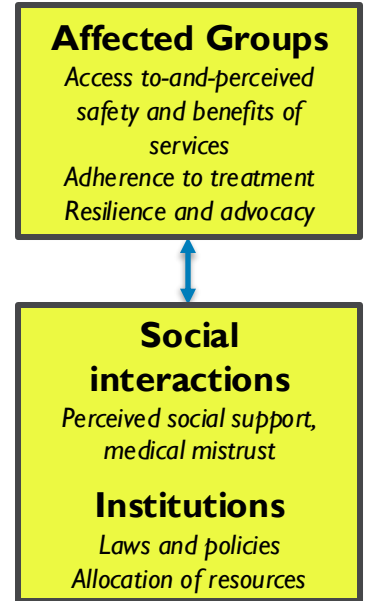 Affected Groups
Access to-and-perceived
safety and benefits of
services
Adherence to treatment
Resilience and advocacy
Social
interactions
Perceived social support,
medical mistrust
Institutions
Laws and policies
Allocation of resources